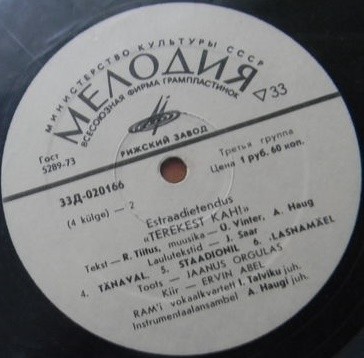 МИНИСТЕРСТВО КУЛЬТУРЫ СССР
МЕЛОДИЯ
ВСЕСОЮЗНАЯ ФИРМА ГРАМПЛАСТИНОК
▷33
РИЖСКИЙ ЗАВОД
Гост
5289-73
Третья группа
Цена 1 руб. 60 коп.
33Д-020166
(4 külge) — 2
Estraadietendus
«TEREKEST KAH!»
Tekst — R. Tiitus, muusika — U. Vinter, A. Haug
Laulutekstid — J. Saar
4. TÄNAVAL. 5. STAADIONIL 6. LASNAMÄEL
Toots — JAANUS ORGULAS
Kiir — ERVIN ABEL
RAM'i vokaalkvartett I. Talviku juh.
Instrumentaalansambel A. Haugi juh.